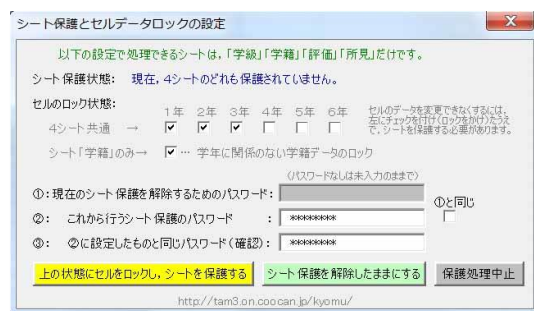 シート保護とセルデータロックの設定
以下の設定で処理できるシートは,「学級」「学籍」「評価」「所見」だけです。
シート保護状態: 現在, 4シートのどれも保護されていません。
セルのロック状態:
1年 2年 3年 4年 5年 6年
4シート共通 →
セルのデータを変更できなくするには,
左にチェックを付け(ロックをかけ)たうえ
で, シートを保護する必要があります。
シート「学籍」のみ→ … 学年に関係のない学籍データのロック
(パスワードなしは未入力のままで)
①:現在のシート保護を解除するためのパスワード:
①と同じ
②: これから行うシート保護のパスワード : ********
③: ②に設定したものと同じパスワード(確認): ********
上の状態にセルをロックし, シートを保護する シート保護を解除したままにする 保護処理中止
http://tam3.on.coocan.jp/kyomu/